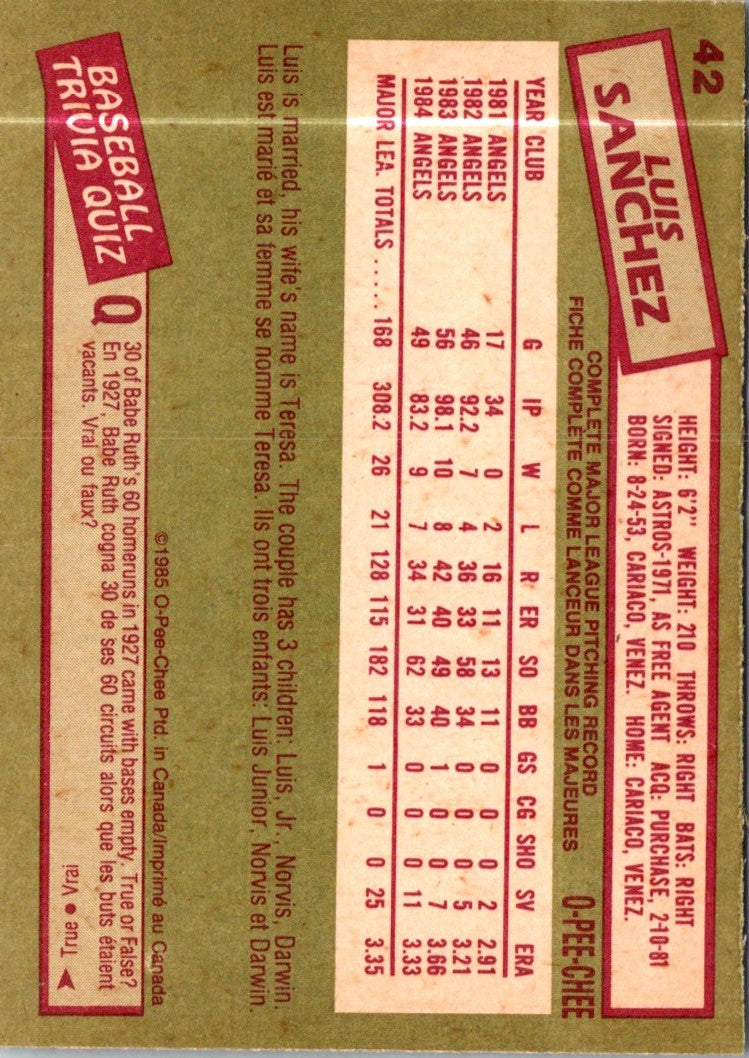 42
LUIS
SANCHEZ
HEIGHT: 6'2" WEIGHT: 210 THROWS: RIGHT BATS: RIGHT
SIGNED: ASTROS-1971, AS FREE AGENT ACQ: PURCHASE, 2-10-81
BORN: 8-24-53, CARIACO, VENEZ. HOME: CARIACO, VENEZ.
COMPLETE MAJOR LEAGUE PITCHING RECORD
FICHE COMPLÈTE COMME LANCEUR DANS LES MAJEURES
O-PEE-CHEE
YEAR CLUB G IP W L R ER SO BB GS CG SHO SV ERA
1981 ANGELS 17 34 0 2 16 11 13 11 0 0 0 2 2.91
1982 ANGELS 46 92.2 7 4 36 33 58 34 0 0 0 5 3.21
1983 ANGELS 56 98.1 10 8 42 40 49 40 1 0 0 7 3.66
1984 ANGELS 49 83.2 9 7 34 31 62 33 0 0 0 11 3.33
MAJOR LEA. TOTALS ..... 168 308.2 26 21 128 115 182 118 1 0 0 25 3.35
Luis is married, his wife's name is Teresa. The couple has 3 children: Luis, Jr., Norvis, Darwin.
Luis est marié et sa femme se nomme Teresa. Ils ont trois enfants: Luis Junior, Norvis et Darwin.
©1985 O-Pee-Chee Ptd. in Canada/Imprimé au Canada
BASEBALL
TRIVIA QUIZ
Q
30 of Babe Ruth's 60 homeruns in 1927 came with bases empty. True or False?
En 1927, Babe Ruth cogna 30 de ses 60 circuits alors que les buts étaient
vacants. Vrai ou faux?
True
Vrai